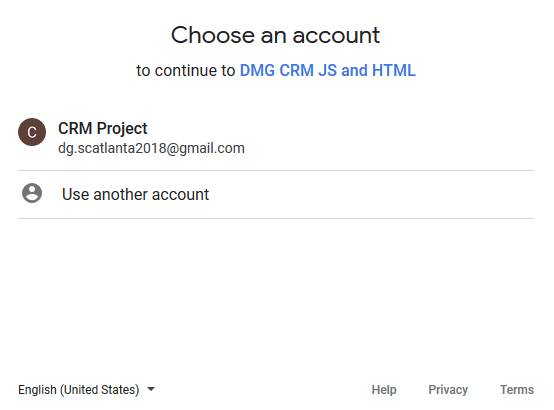 Choose an account
to continue to DMG CRM JS and HTML
C
CRM Project
dg.scatlanta2018@gmail.com
Use another account
English (United States)
Help Privacy Terms